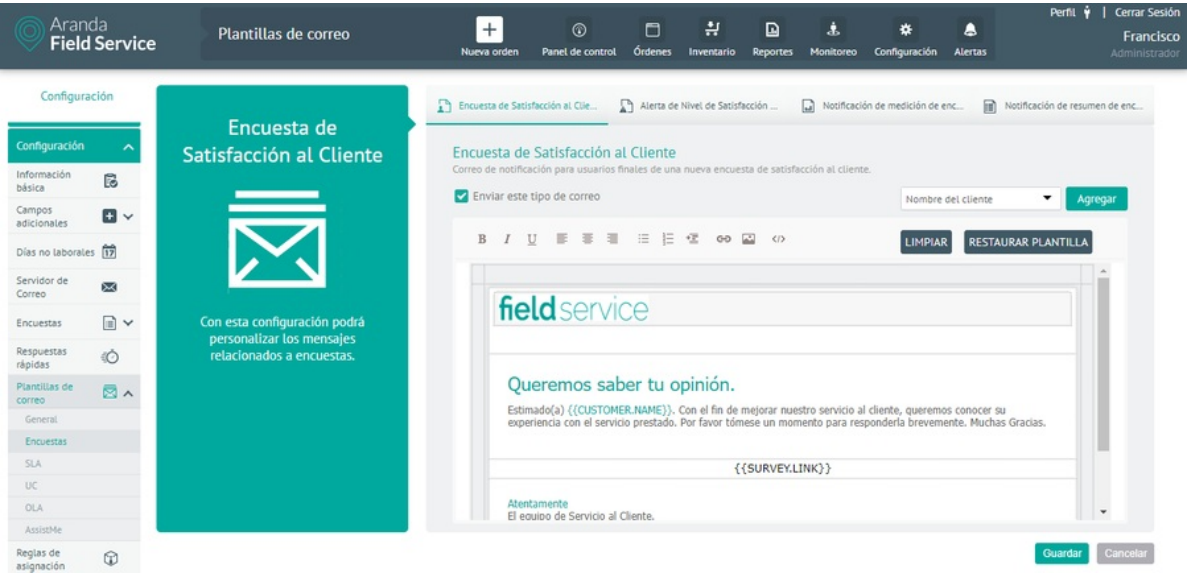 Aranda
Field Service
Plantillas de correo
Nueva orden
Panel de control
Órdenes
Inventario
Reportes
Monitoreo
Configuración
Alertas
Perfil | Cerrar Sesión
Francisco
Administrador
Configuración
Configuración
Información
básica
Campos
adicionales
Días no laborales
17
Servidor de
Correo
Encuestas
Respuestas
rápidas
Plantillas de
correo
General
Encuestas
SLA
UC
OLA
AssistMe
Reglas de
asignación
Encuesta de
Satisfacción al Cliente
Con esta configuración podrá
personalizar los mensajes
relacionados a encuestas.
Encuesta de Satisfacción al Clie...
Alerta de Nivel de Satisfacción ...
Notificación de medición de enc...
Notificación de resumen de enc...
Encuesta de Satisfacción al Cliente
Correo de notificación para usuarios finales de una nueva encuesta de satisfacción al cliente.
Enviar este tipo de correo
Nombre del cliente
Agregar
B I U
LIMPIAR
RESTAURAR PLANTILLA
fieldservice
Queremos saber tu opinión.
Estimado(a) {{CUSTOMER.NAME}}. Con el fin de mejorar nuestro servicio al cliente, queremos conocer su
experiencia con el servicio prestado. Por favor tómese un momento para responderla brevemente. Muchas Gracias.
{{SURVEY.LINK}}
Atentamente
El equipo de Servicio al Cliente.
Guardar
Cancelar